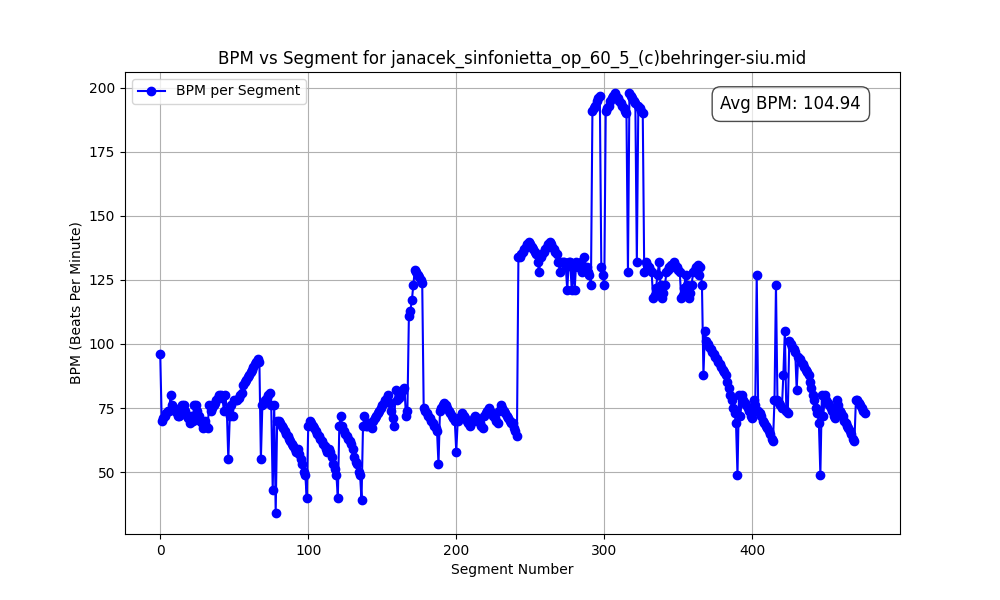 BPM vs Segment for janacek_sinfonietta_op_60_5_(c)behringer-siu.mid
BPM per Segment
Avg BPM: 104.94
BPM (Beats Per Minute)
200
175
150
125
100
75
50
0 100 200 300 400
Segment Number